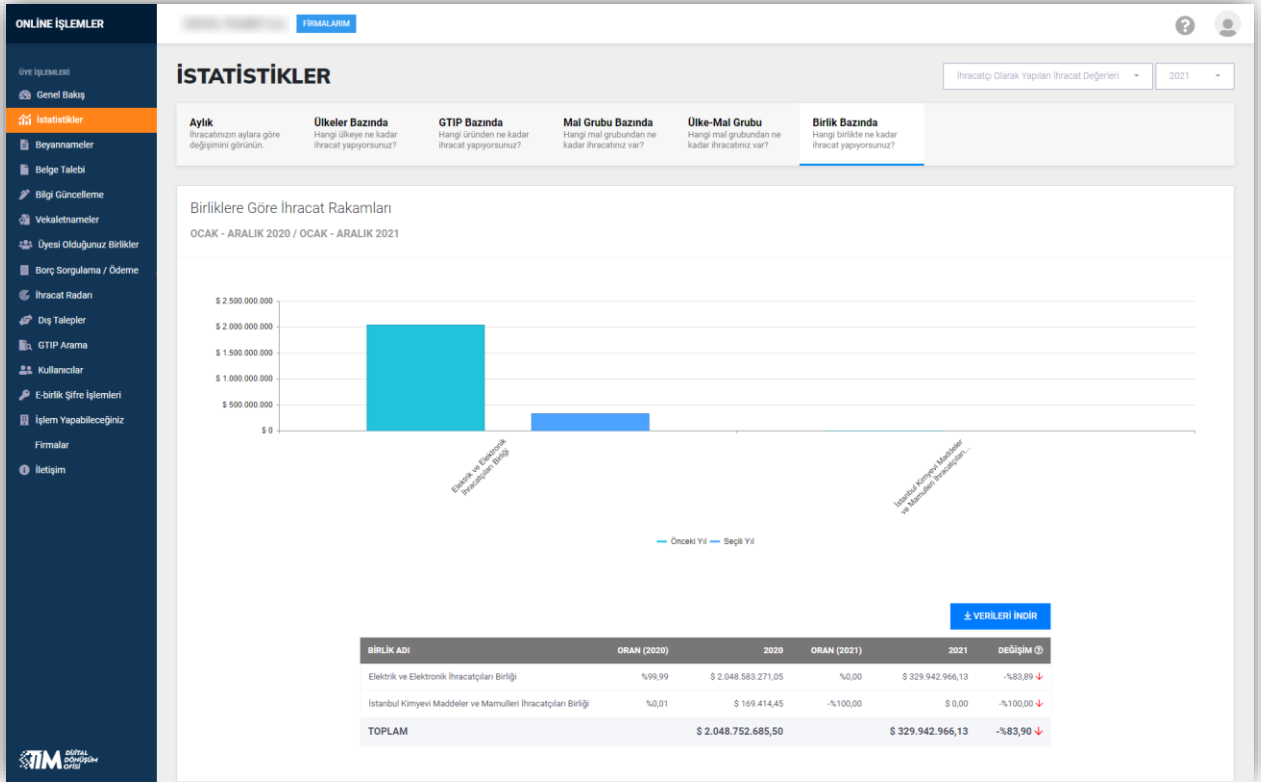 ONLİNE İŞLEMLER
FİRMALARIM
ÜYE İŞLEMLERİ
Genel Bakış
İstatistikler
Beyannameler
Belge Talebi
Bilgi Güncelleme
Vekaletnameler
Üyesi Olduğunuz Birlikler
Borç Sorgulama / Ödeme
İhracat Radarı
Dış Talepler
GTIP Arama
Kullanıcılar
E-birlik Şifre İşlemleri
İşlem Yapabileceğiniz
Firmalar
İletişim
TİM DİJİTAL
DÖNÜŞÜM
OFİSİ
İSTATİSTİKLER
İhracatçı Olarak Yapılan İhracat Değerleri
2021
Aylık
İhracatınızın aylara göre
değişimini görünün.
Ülkeler Bazında
Hangi ülkeye ne kadar
ihracat yapıyorsunuz?
GTIP Bazında
Hangi üründen ne kadar
ihracat yapıyorsunuz?
Mal Grubu Bazında
Hangi mal grubundan ne
kadar ihracatınız var?
Ülke-Mal Grubu
Hangi mal grubundan ne
kadar ihracatınız var?
Birlik Bazında
Hangi birlikte ne kadar
ihracat yapıyorsunuz?
Birliklere Göre İhracat Rakamları
OCAK - ARALIK 2020 / OCAK - ARALIK 2021
$ 2.500.000.000
$ 2.000.000.000
$ 1.500.000.000
$ 1.000.000.000
$ 500.000.000
$ 0
Elektrik ve Elektronik
İhracatçıları Birliği
İstanbul Kimyevi Maddeler
ve Mamulleri İhracatçıları...
Önceki Yıl Seçili Yıl
VERİLERİ İNDİR
BİRLİK ADI ORAN (2020) 2020 ORAN (2021) 2021 DEĞİŞİM
Elektrik ve Elektronik İhracatçıları Birliği %99,99 $ 2.048.583.271,05 %0,00 $ 329.942.966,13 -%83,89
İstanbul Kimyevi Maddeler ve Mamulleri İhracatçıları Birliği %0,01 $ 169.414,45 -%100,00 $ 0,00 -%100,00
TOPLAM $ 2.048.752.685,50 $ 329.942.966,13 -%83,90